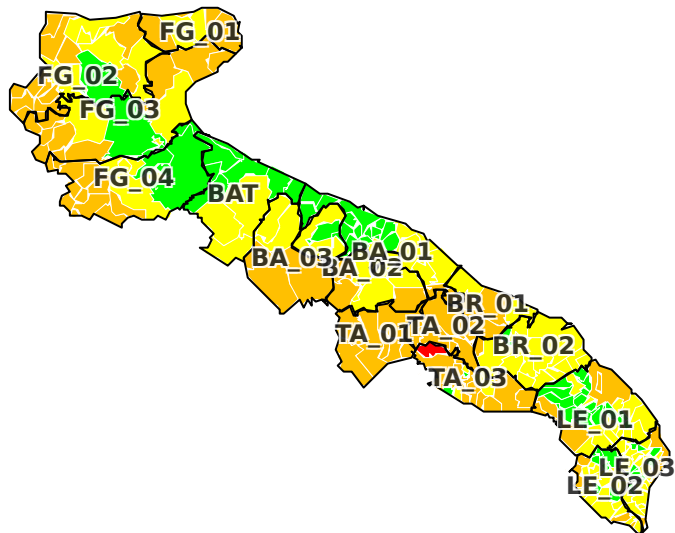 FG_01
FG_02
FG_03
FG_04
BAT
BA_01
BA_03
BA_02
BR_01
TA_02
TA_01
BR_02
TA_03
LE_01
LE_03
LE_02